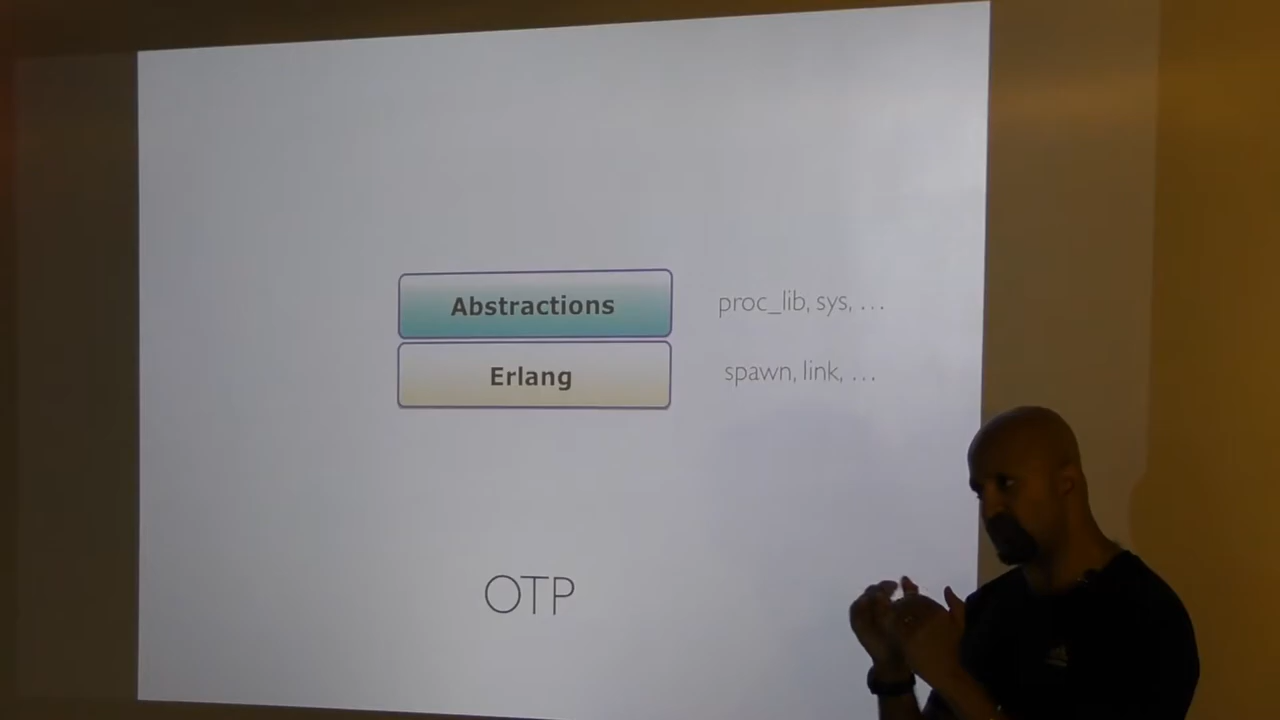 Abstractions proc_lib, sys, …
Erlang spawn, link, …
OTP